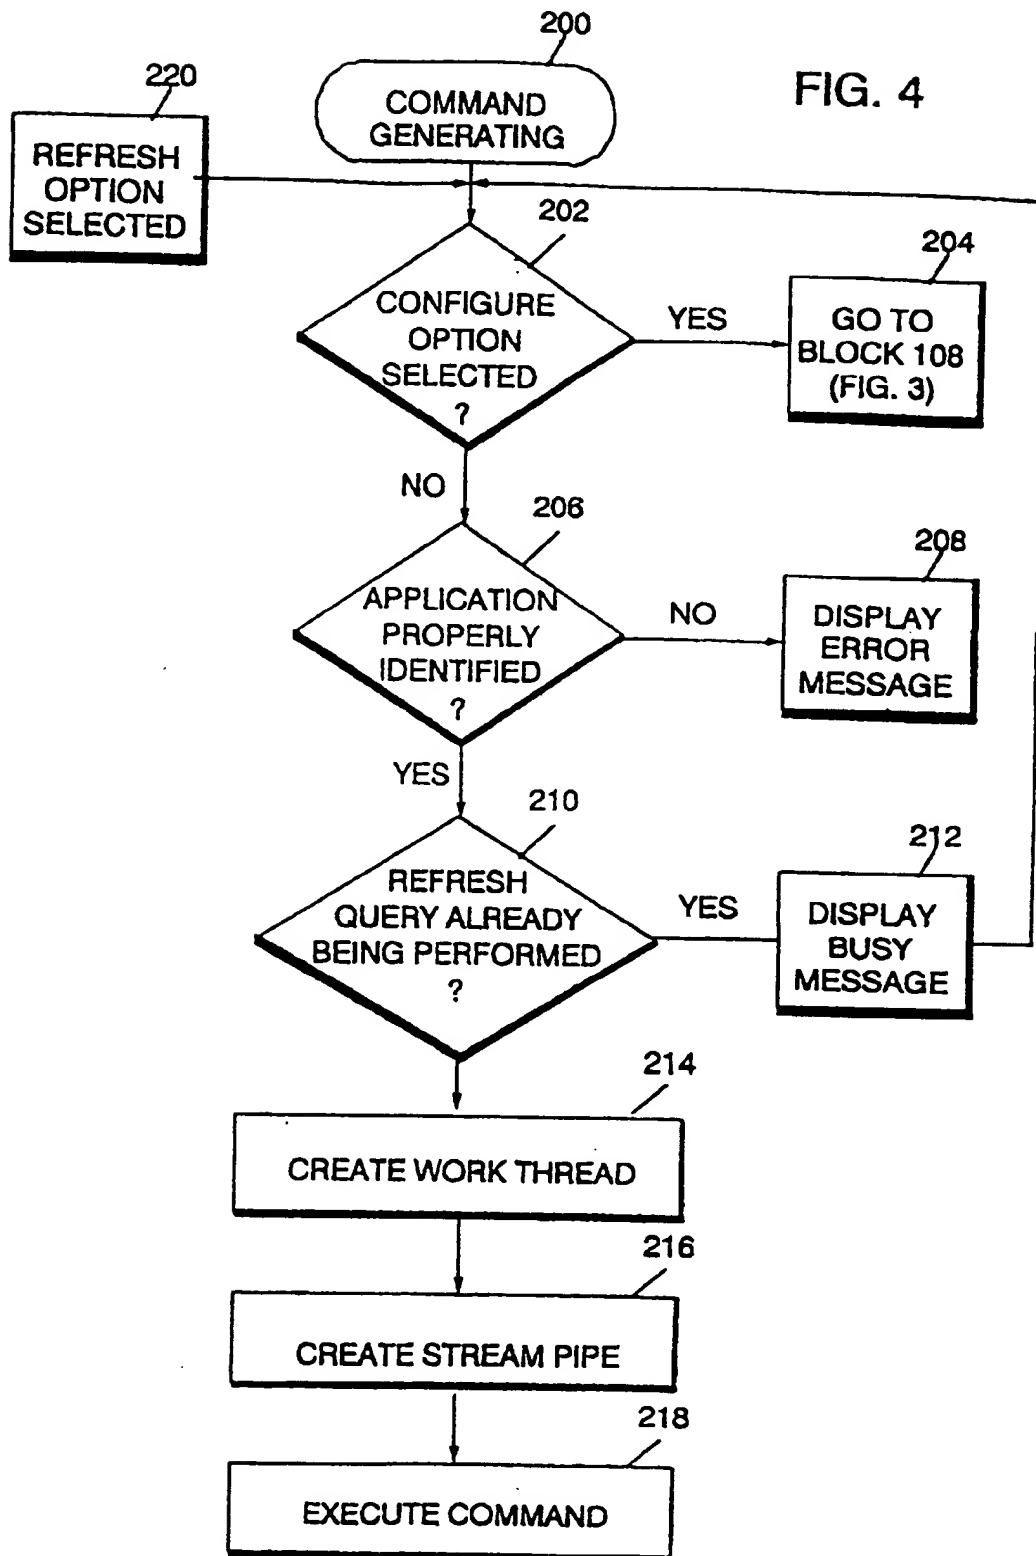 FIG. 4
200
COMMAND
GENERATING
220
REFRESH
OPTION
SELECTED
202
CONFIGURE
OPTION
SELECTED
?
YES
204
GO TO
BLOCK 108
(FIG. 3)
NO
206
APPLICATION
PROPERLY
IDENTIFIED
?
NO
208
DISPLAY
ERROR
MESSAGE
YES
210
REFRESH
QUERY ALREADY
BEING PERFORMED
?
YES
212
DISPLAY
BUSY
MESSAGE
214
CREATE WORK THREAD
216
CREATE STREAM PIPE
218
EXECUTE COMMAND